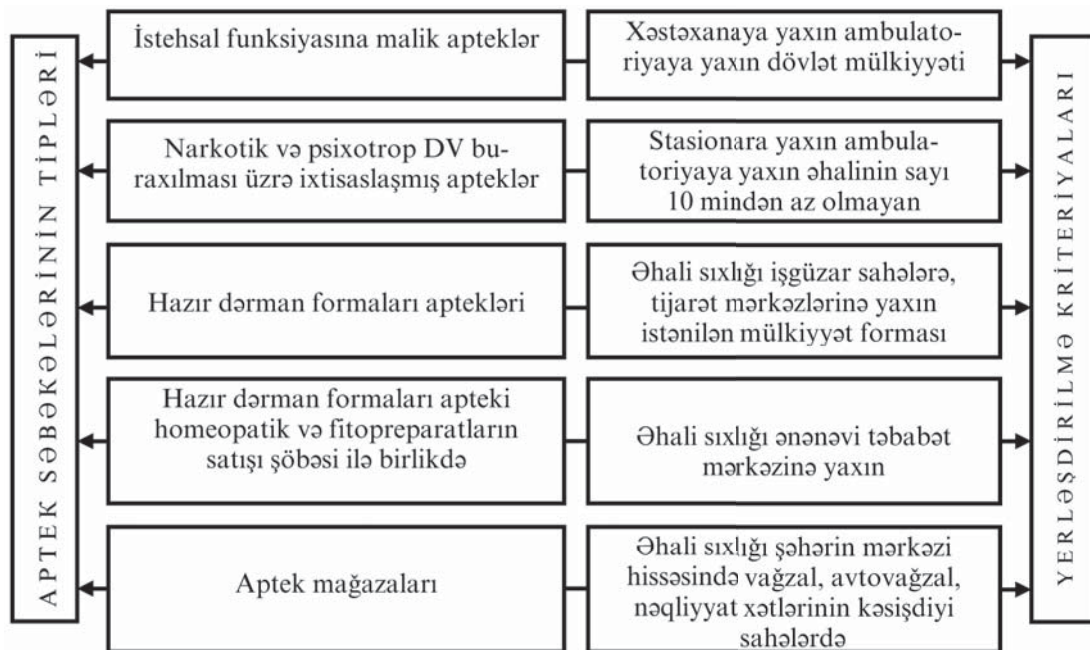 APTEK SƏBƏKƏLƏRİNİN TİPLƏRİ
İstehsal funksiyasına malik apteklər
Xəstəxanaya yaxın ambulato-
riyaya yaxın dövlət mülkiyyəti
Narkotik və psixotrop DV bu-
raxılması üzrə ixtisaslaşmış apteklər
Stasionara yaxın ambula-
toriyaya yaxın əhalinin sayı
10 mindən az olmayan
Hazır dərman formaları aptekləri
Əhali sıxlığı işgüzar sahələrə,
tijarət mərkəzlərinə yaxın
istənilən mülkiyyət forması
Hazır dərman formaları apteki
homeopatik və fitopreparatların
satışı şöbəsi ilə birlikdə
Əhali sıxlığı ənənəvi təbabət
mərkəzinə yaxın
Aptek mağazaları
Əhali sıxlığı şəhərin mərkəzi
hissəsində vağzal, avtovağzal,
nəqliyyat xətlərinin kəsişdiyi
sahələrdə
YERLƏŞDİRİLMƏ KRİTERİYALARI